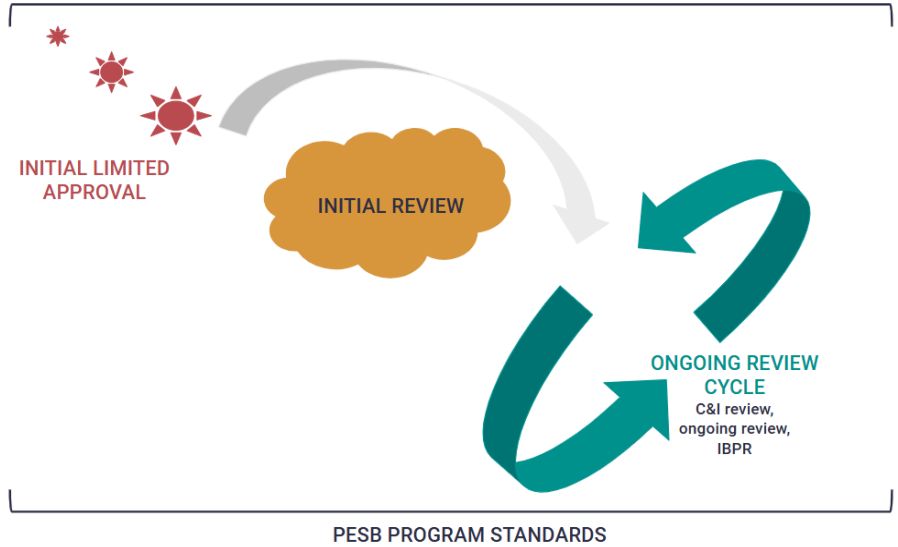 INITIAL LIMITED
APPROVAL
INITIAL REVIEW
ONGOING REVIEW
CYCLE
C&I review,
ongoing review,
IBPR
PESB PROGRAM STANDARDS